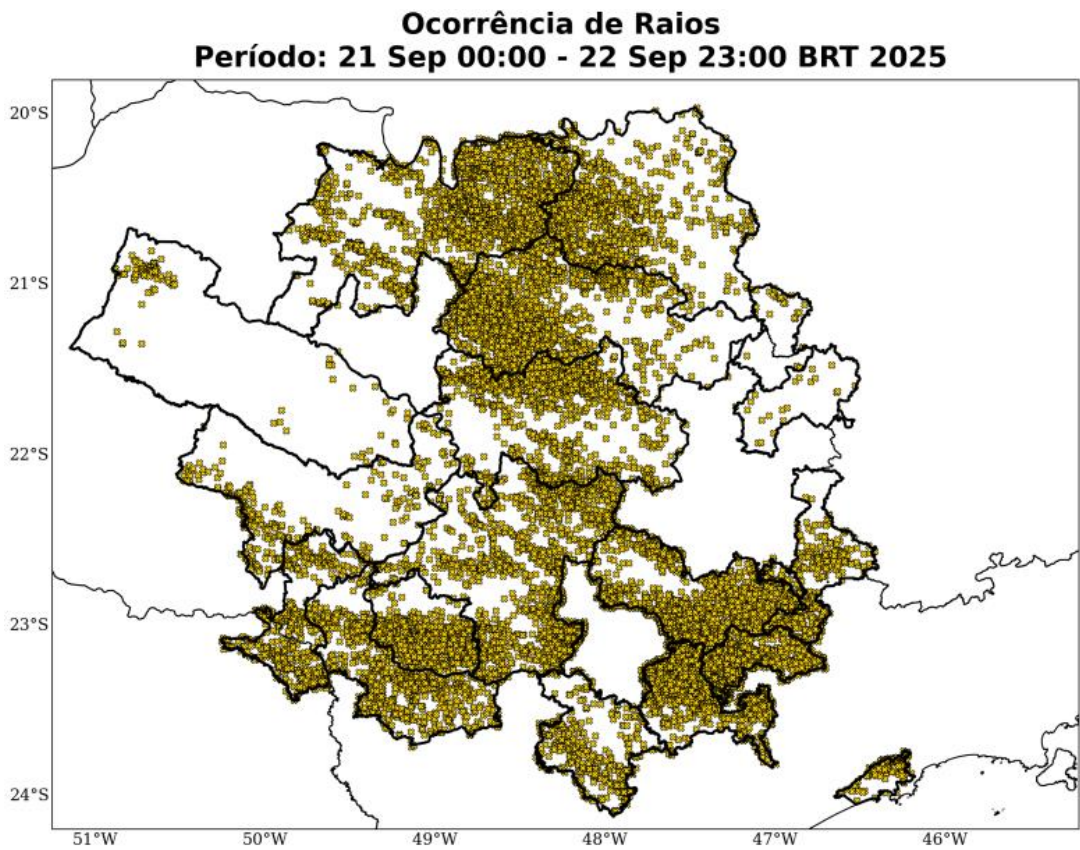 Ocorrência de Raios
Período: 21 Sep 00:00 - 22 Sep 23:00 BRT 2025
20°S
21°S
22°S
23°S
24°S
51°W 50°W 49°W 48°W 47°W 46°W